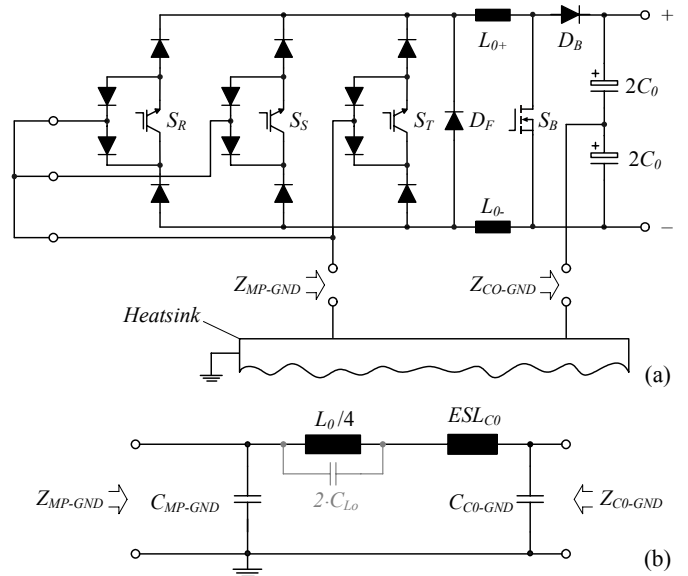 L0+
DB
+
+
2C0
SR
SS
ST
DF
SB
+
2C0
L0-
−
ZMP-GND
ZCO-GND
Heatsink
(a)
L0/4
ESLC0
ZMP-GND
CMP-GND
2·CLo
CC0-GND
ZC0-GND
(b)